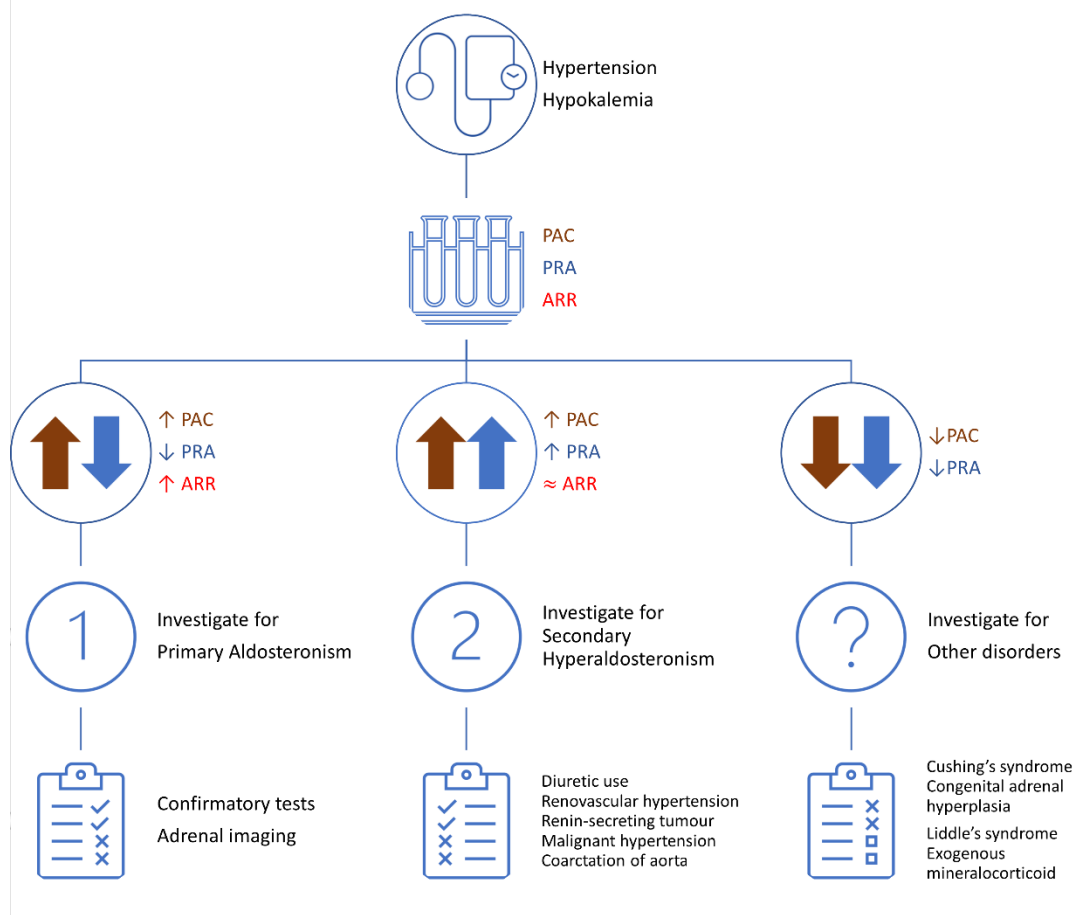 Hypertension
Hypokalemia
PAC
PRA
ARR
↑ PAC
↓ PRA
↑ ARR
↑ PAC
↑ PRA
≈ ARR
↓PAC
↓PRA
1
Investigate for
Primary Aldosteronism
2
Investigate for
Secondary
Hyperaldosteronism
?
Investigate for
Other disorders
Confirmatory tests
Adrenal imaging
Diuretic use
Renovascular hypertension
Renin-secreting tumour
Malignant hypertension
Coarctation of aorta
Cushing’s syndrome
Congenital adrenal
hyperplasia
Liddle’s syndrome
Exogenous
mineralocorticoid